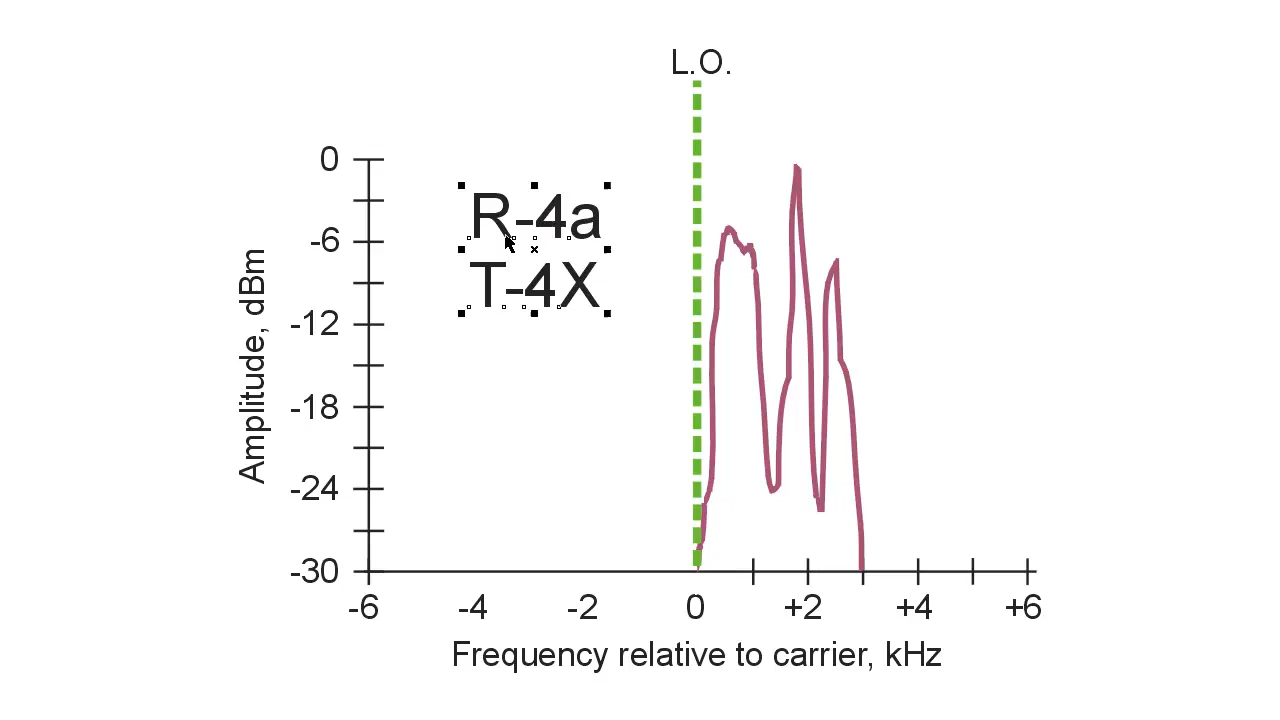 L.O.
0
-6
-12
-18
-24
-30
Amplitude, dBm
R-4a
T-4X
-6 -4 -2 0 +2 +4 +6
Frequency relative to carrier, kHz